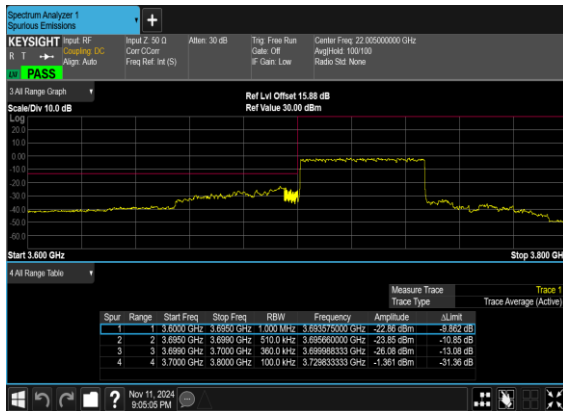 Spectrum Analyzer 1
Spurious Emissions
KEYSIGHT Input: RF Input Z: 50 Ω Atten: 30 dB Trig: Free Run Center Freq: 22.005000000 GHz
R T Coupling: DC Corr CCorr Gate: Off Avg|Hold: 100/100
Align: Auto Freq Ref: Int (S) IF Gain: Low Radio Std: None
PASS
3 All Range Graph
Ref Lvl Offset 15.88 dB
Scale/Div 10.0 dB Ref Value 30.00 dBm
Log
20.0
10.0
0.00
-10.0
-20.0
-30.0
-40.0
-50.0
-60.0
Start 3.600 GHz Stop 3.800 GH
4 All Range Table
Measure Trace Trace 1
Trace Type Trace Average (Active)
Spur Range Start Freq Stop Freq RBW Frequency Amplitude ΔLimit
1 1 3.6000 GHz 3.6950 GHz 1.000 MHz 3.693575000 GHz -22.86 dBm -9.862 dB
2 2 3.6950 GHz 3.6990 GHz 510.0 kHz 3.695660000 GHz -23.85 dBm -10.85 dB
3 3 3.6990 GHz 3.7000 GHz 360.0 kHz 3.699988333 GHz -26.08 dBm -13.08 dB
4 4 3.7000 GHz 3.8000 GHz 100.0 kHz 3.729833333 GHz -1.361 dBm -31.36 dB
Nov 11, 2024
9:05:05 PM